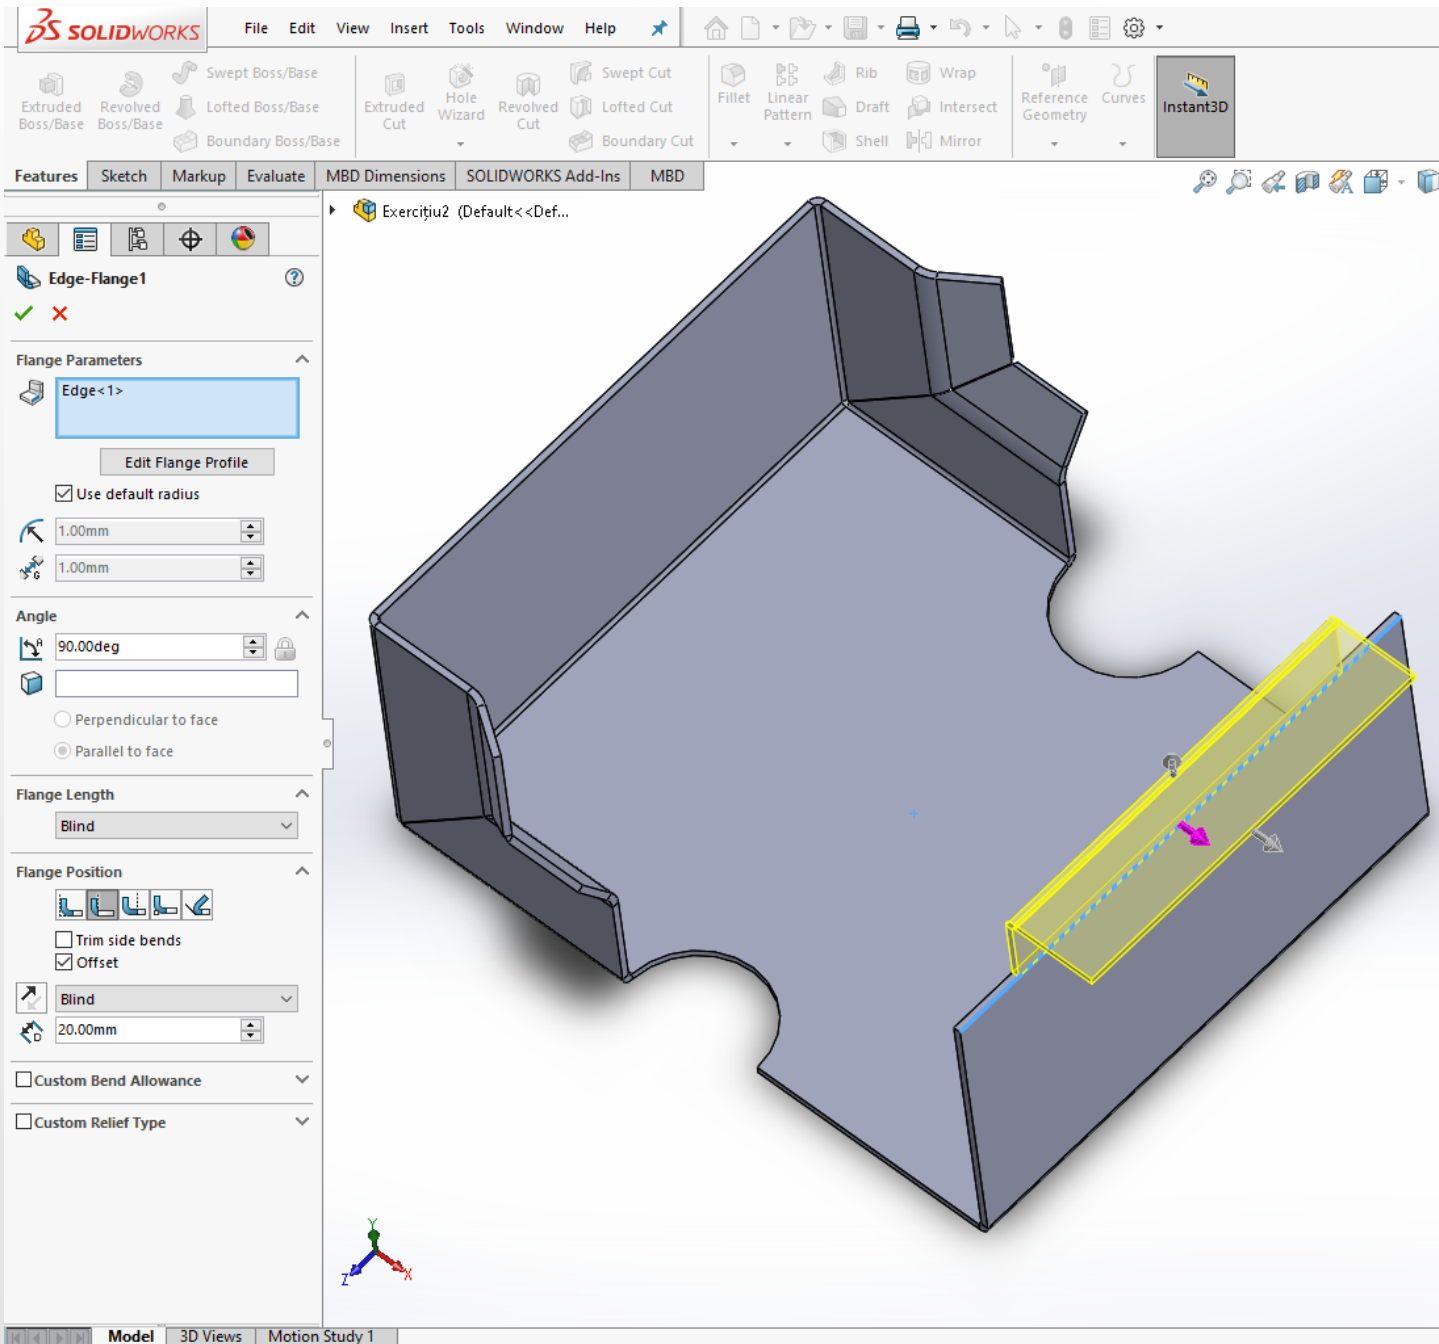 SOLIDWORKS File Edit View Insert Tools Window Help
Extruded Boss/Base
Revolved Boss/Base
Swept Boss/Base
Lofted Boss/Base
Boundary Boss/Base
Extruded Cut
Hole Wizard
Revolved Cut
Swept Cut
Lofted Cut
Boundary Cut
Fillet
Linear Pattern
Rib
Draft
Shell
Wrap
Intersect
Mirror
Reference Geometry
Curves
Instant3D
Features Sketch Markup Evaluate MBD Dimensions SOLIDWORKS Add-Ins MBD
Exercițiu2 (Default<<Def...
Edge-Flange1
Flange Parameters
Edge<1>
Edit Flange Profile
Use default radius
1.00mm
G
1.00mm
Angle
A
90.00deg
Perpendicular to face
Parallel to face
Flange Length
Blind
Flange Position
Trim side bends
Offset
Blind
D
20.00mm
Custom Bend Allowance
Custom Relief Type
Y
Z
X
Model 3D Views Motion Study 1